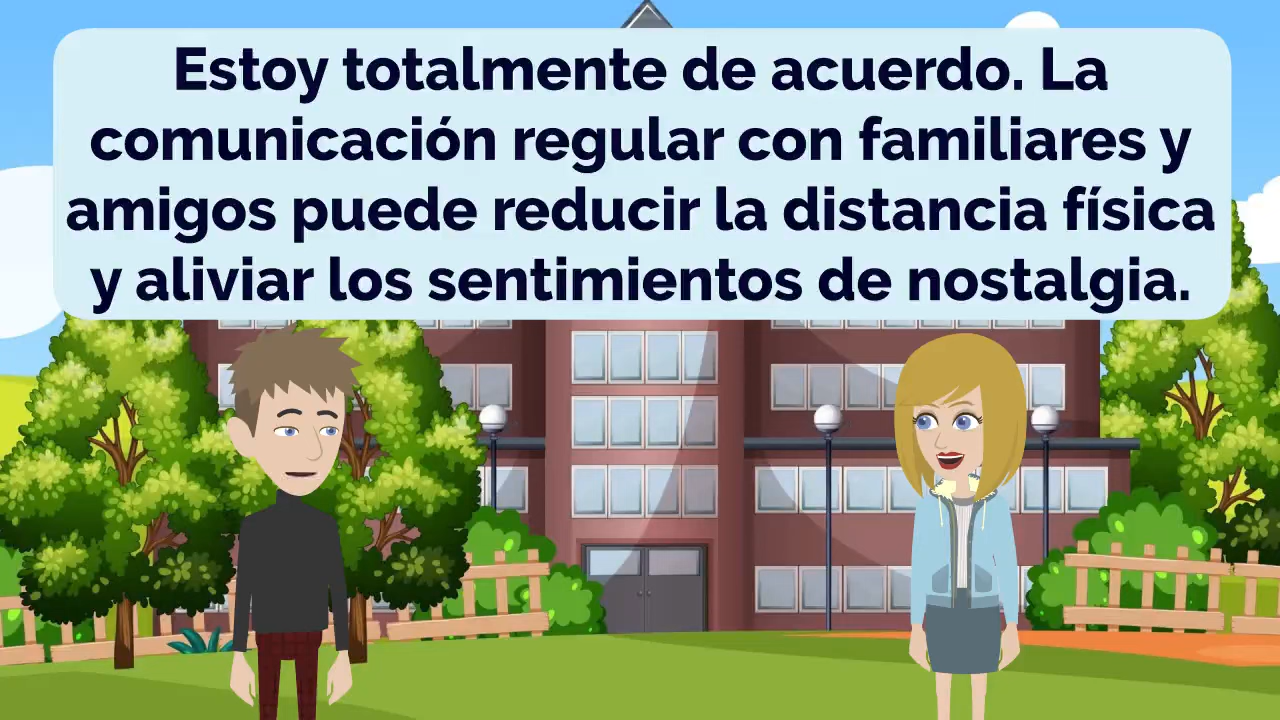 Estoy totalmente de acuerdo. La
comunicación regular con familiares y
amigos puede reducir la distancia física
y aliviar los sentimientos de nostalgia.